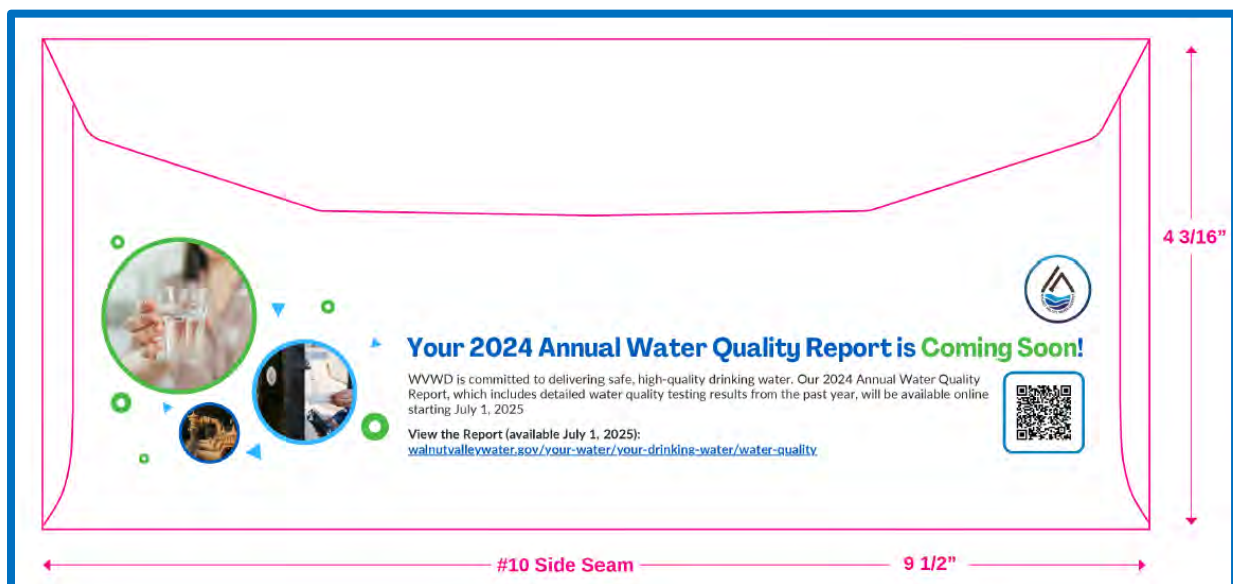 4 3/16”
Your 2024 Annual Water Quality Report is Coming Soon!
WVWD is committed to delivering safe, high-quality drinking water. Our 2024 Annual Water Quality
Report, which includes detailed water quality testing results from the past year, will be available online
starting July 1, 2025
View the Report (available July 1, 2025):
walnutvalleywater.gov/your-water/your-drinking-water/water-quality
#10 Side Seam
9 1/2”